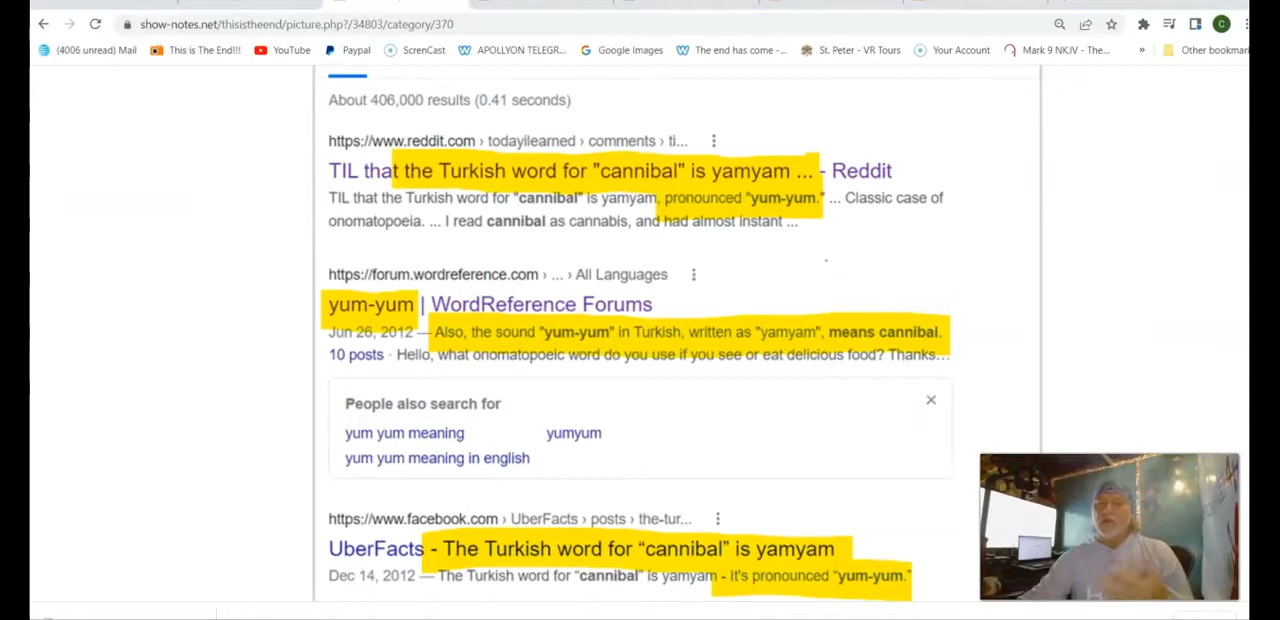 show-notes.net/thisistheend/picture.php?/34803/category/370
C
(4006 unread) Mail This is The End!!! YouTube Paypal ScrenCast APOLLYON TELEGR... Google Images The end has come -... St. Peter - VR Tours Your Account Mark 9 NKJV - The... » Other bookmar
About 406,000 results (0.41 seconds)
https://www.reddit.com › todayilearned › comments › ti...
TIL that the Turkish word for "cannibal" is yamyam ... - Reddit
TIL that the Turkish word for "cannibal" is yamyam, pronounced "yum-yum." ... Classic case of
onomatopoeia. ... I read cannibal as cannabis, and had almost instant ...
https://forum.wordreference.com › ... › All Languages
yum-yum | WordReference Forums
Jun 26, 2012 — Also, the sound "yum-yum" in Turkish, written as "yamyam", means cannibal.
10 posts · Hello, what onomatopoeic word do you use if you see or eat delicious food? Thanks...
People also search for
yum yum meaning yumyum
yum yum meaning in english
https://www.facebook.com › UberFacts › posts › the-tur...
UberFacts - The Turkish word for “cannibal” is yamyam
Dec 14, 2012 — The Turkish word for “cannibal” is yamyam - It's pronounced “yum-yum.”